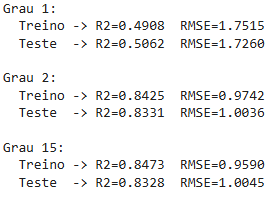 Grau 1:
  Treino -> R2=0.4908  RMSE=1.7515
  Teste  -> R2=0.5062  RMSE=1.7260

Grau 2:
  Treino -> R2=0.8425  RMSE=0.9742
  Teste  -> R2=0.8331  RMSE=1.0036

Grau 15:
  Treino -> R2=0.8473  RMSE=0.9590
  Teste  -> R2=0.8328  RMSE=1.0045